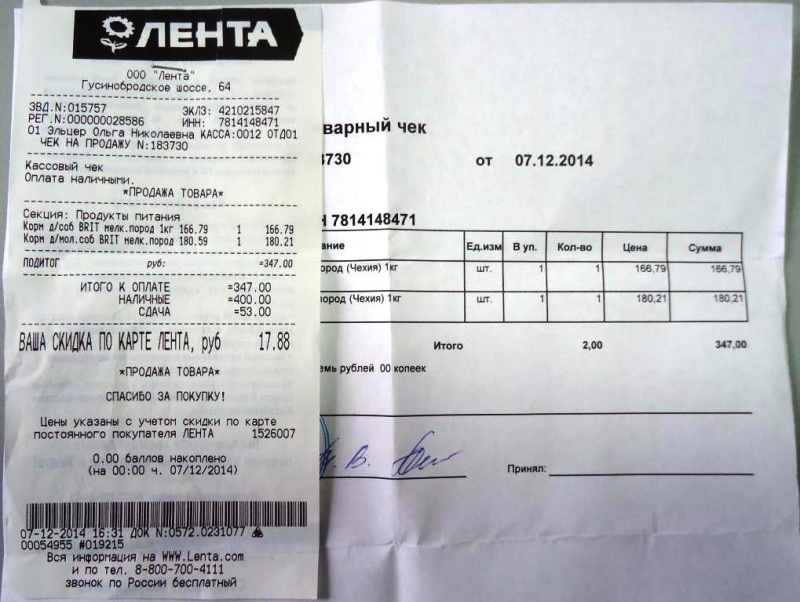 ЛЕНТА
ООО "Лента"
Гусинобродское шоссе, 64
ЗВД.N:015757 ЭКЛЗ: 4210215847
РЕГ.N:000000028586 ИНН: 7814148471
01 Эльцер Ольга Николаевна КАССА:0012 ОТД01
ЧЕК НА ПРОДАЖУ N:183730
Кассовый чек
Оплата наличными.
*ПРОДАЖА ТОВАРА*
Секция: Продукты питания
Корм д/соб BRIT мелк.пород 1кг 166.79 1 166.79
Корм д/мол.соб BRIT мелк.пород 180.59 1 180.21
ПОДИТОГ руб: =347.00
ИТОГО К ОПЛАТЕ =347.00
НАЛИЧНЫЕ =400.00
СДАЧА =53.00
ВАША СКИДКА ПО КАРТЕ ЛЕНТА, руб 17.88
*ПРОДАЖА ТОВАРА*
СПАСИБО ЗА ПОКУПКУ!
Цены указаны с учетом скидки по карте
постоянного покупателя ЛЕНТА 1526007
0.00 баллов накоплено
(на 00:00 ч. 07/12/2014)
07-12-2014 16:31 ДОК N:0572.0231077
00054955 #019215
Вся информация на WWW.Lenta.com
и по тел. 8-800-700-4111
звонок по России бесплатный
варный чек
3730 от 07.12.2014
Н 7814148471
ание Ед.изм В уп. Кол-во Цена Сумма
ород (Чехия) 1кг шт. 1 1 166,79 166,79
пород (Чехия) 1кг шт. 1 1 180,21 180,21
Итого 2,00 347,00
емь рублей 00 копеек
Принял: